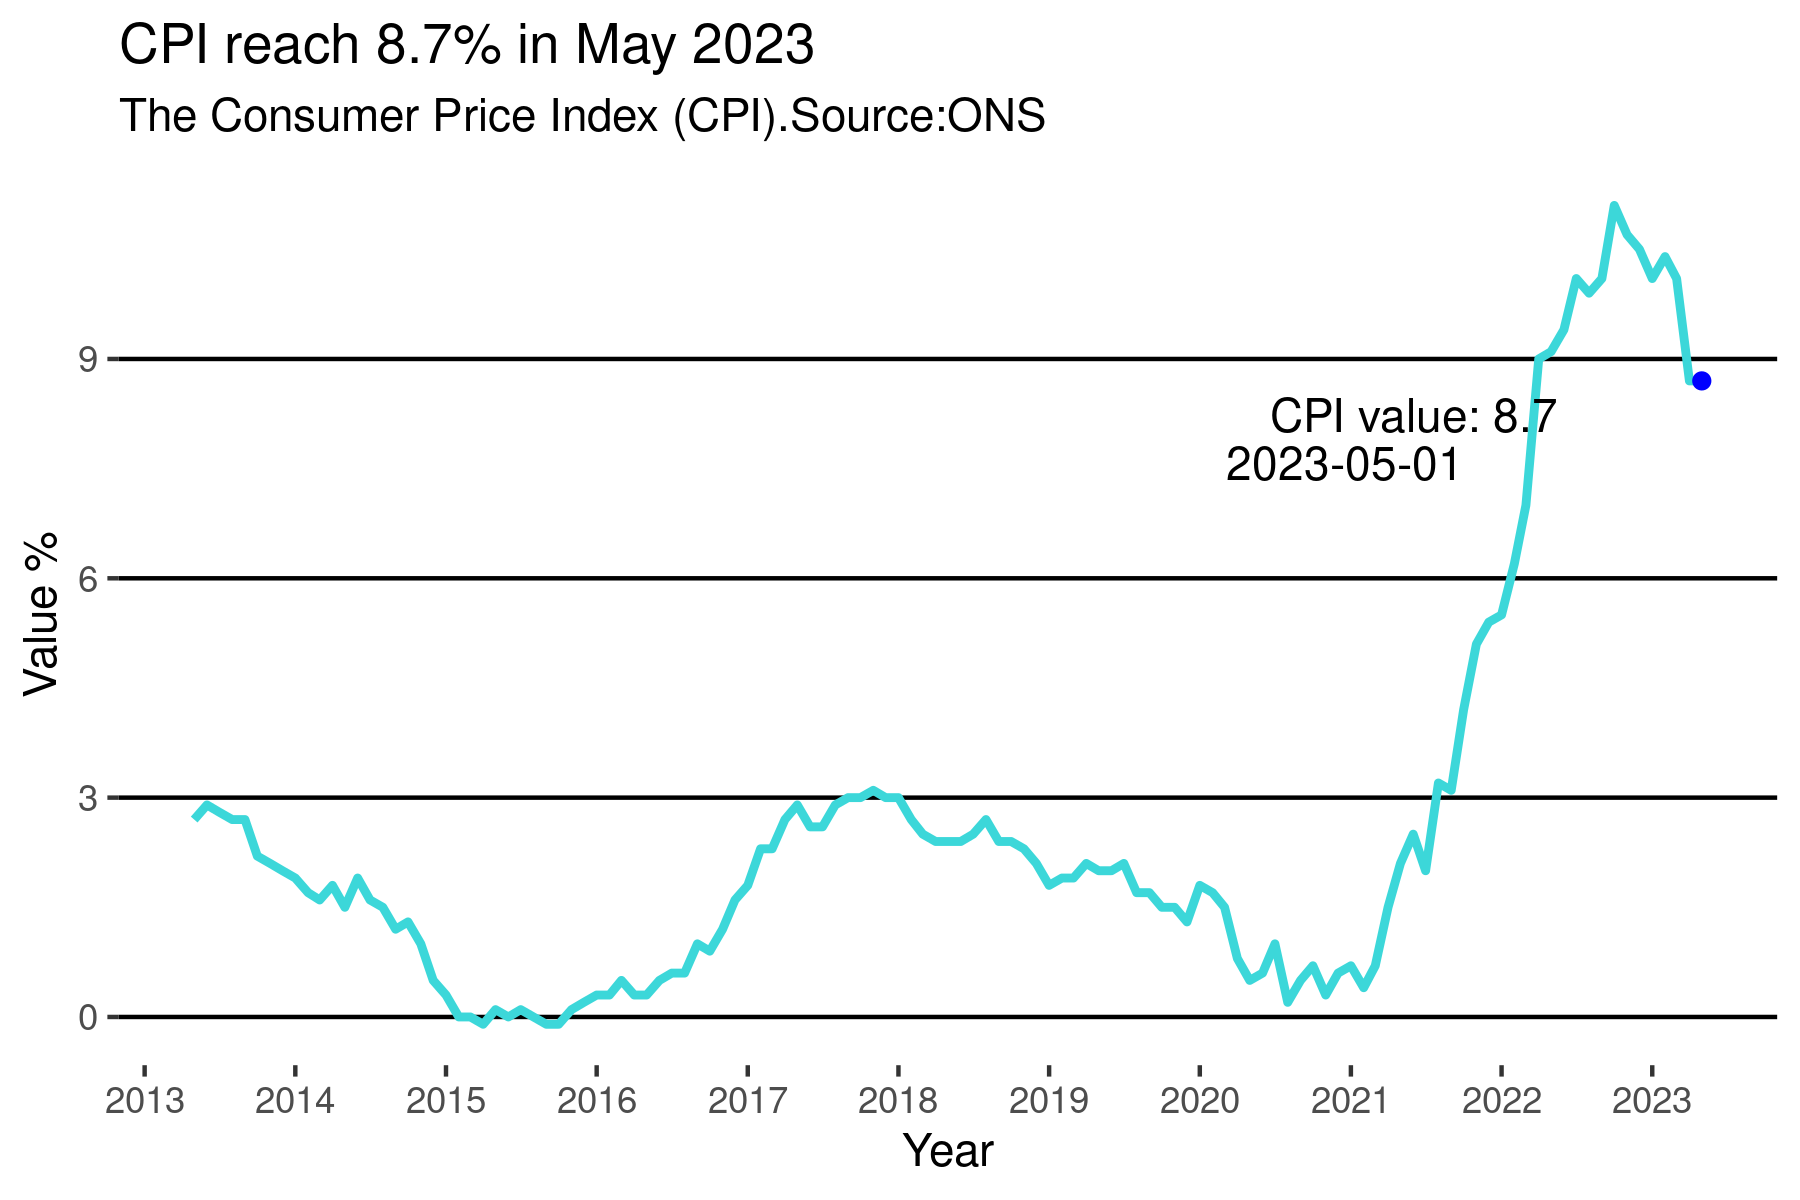 CPI reach 8.7% in May 2023
The Consumer Price Index (CPI).Source:ONS
9
CPI value: 8.7
2023-05-01
6
Value %
3
0
2013 2014 2015 2016 2017 2018 2019 2020 2021 2022 2023
Year